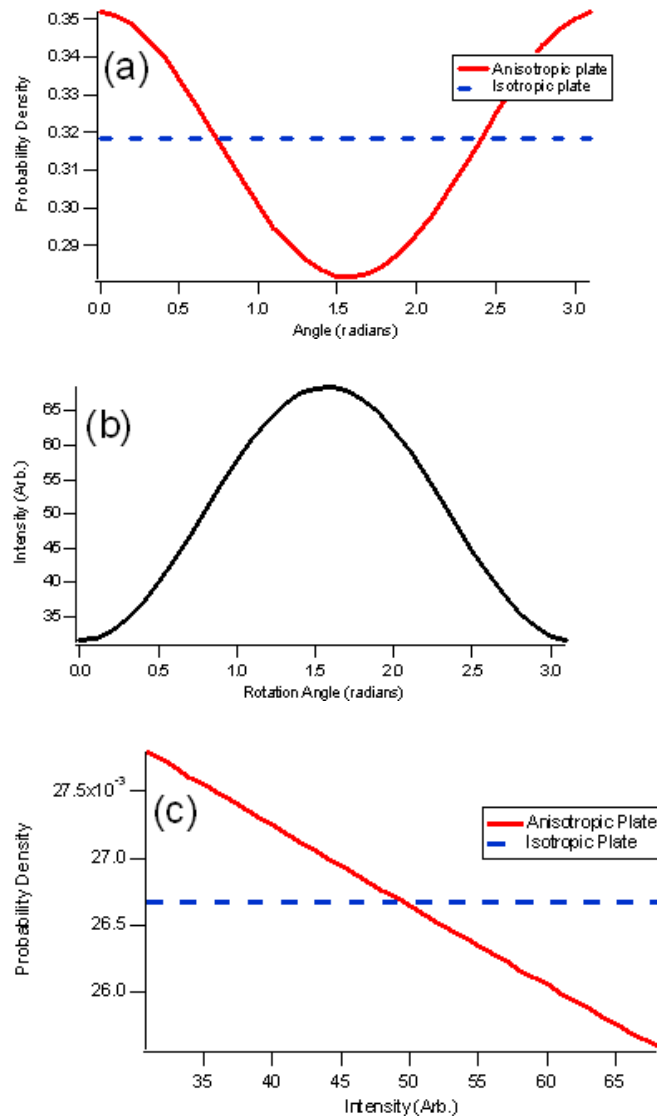 (a)
Probability Density
0.35
0.34
0.33
0.32
0.31
0.30
0.29
Anisotropic plate
Isotropic plate
0.0 0.5 1.0 1.5 2.0 2.5 3.0
Angle (radians)
(b)
Intensity (Arb.)
65
60
55
50
45
40
35
0.0 0.5 1.0 1.5 2.0 2.5 3.0
Rotation Angle (radians)
(c)
Probability Density
27.5x10⁻³
27.0
26.5
26.0
Anisotropic Plate
Isotropic Plate
35 40 45 50 55 60 65
Intensity (Arb.)